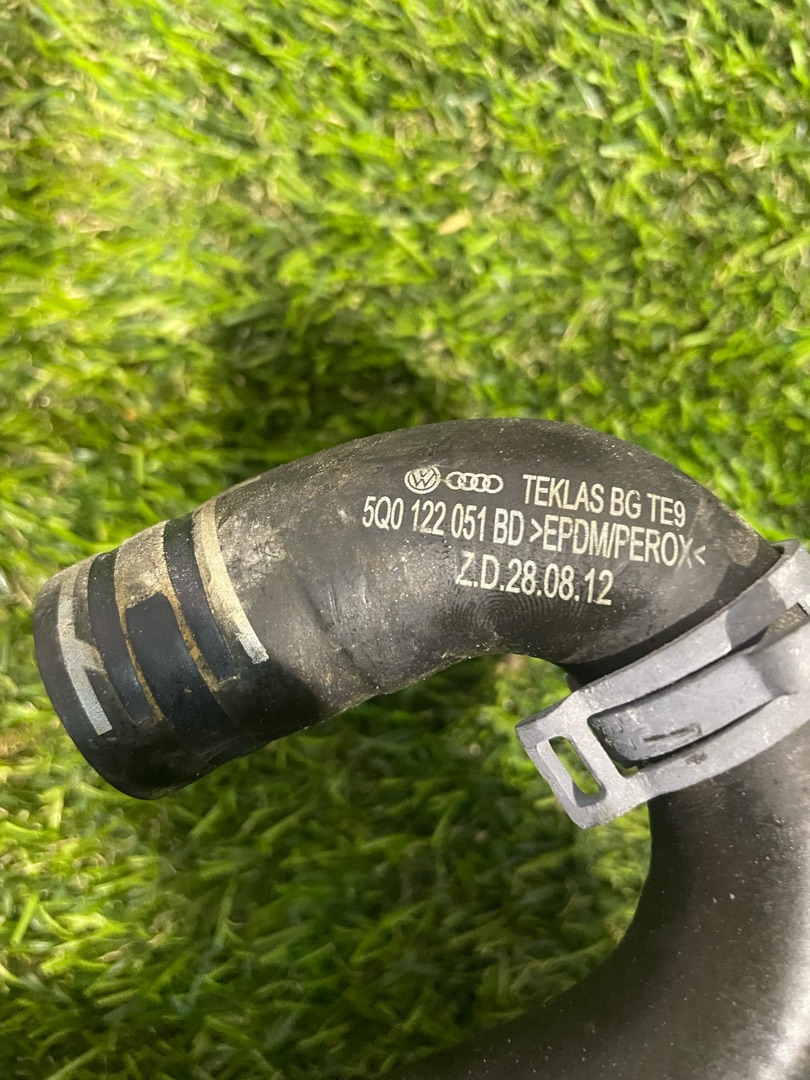 TEKLAS BG TE9
5Q0 122 051 BD >EPDM/PEROX<
Z.D.28.08.12